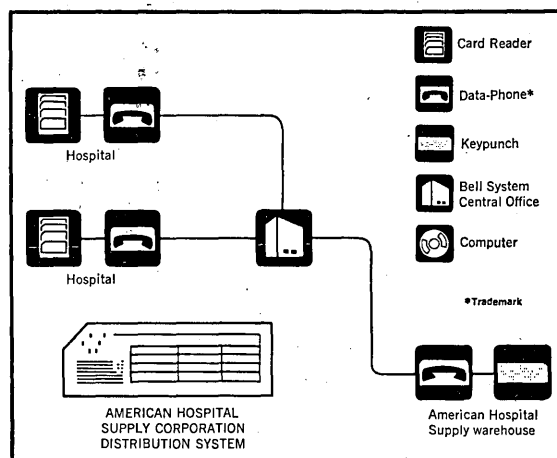 Card Reader
Data-Phone*
Hospital
Keypunch
Bell System
Central Office
Hospital
Computer
*Trademark
AMERICAN HOSPITAL
SUPPLY CORPORATION
DISTRIBUTION SYSTEM
American Hospital
Supply warehouse